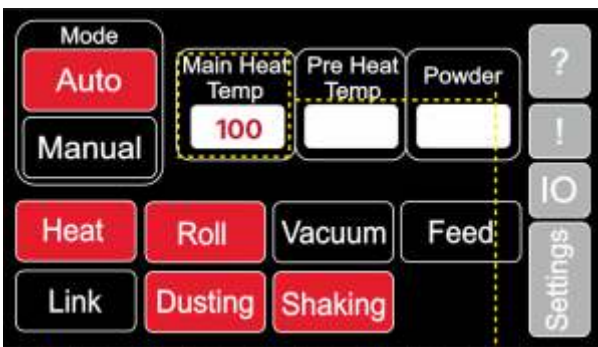 Mode
Auto
Manual
Main Heat
Temp
100
Pre Heat
Temp
Powder
?
!
IO
Settings
Heat
Roll
Vacuum
Feed
Link
Dusting
Shaking